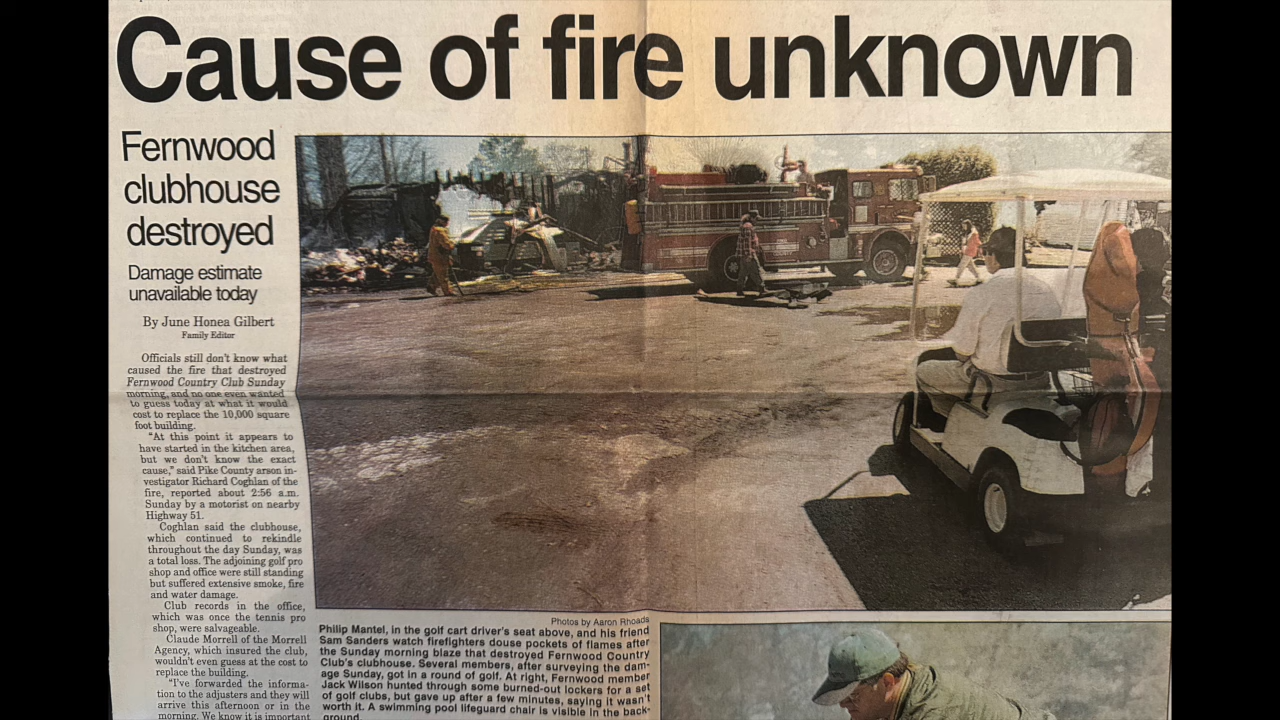 Cause of fire unknown
Fernwood
clubhouse
destroyed
Damage estimate
unavailable today
By June Honea Gilbert
Family Editor
Officials still don't know what
caused the fire that destroyed
Fernwood Country Club Sunday
morning, and no one even wanted
to guess today at what it would
cost to replace the 10,000 square
foot building.
"At this point it appears to
have started in the kitchen area,
but we don't know the exact
cause," said Pike County arson in-
vestigator Richard Coghlan of the
fire, reported about 2:56 a.m.
Sunday by a motorist on nearby
Highway 51.
Coghlan said the clubhouse,
which continued to rekindle
throughout the day Sunday, was
a total loss. The adjoining golf pro
shop and office were still standing
but suffered extensive smoke, fire
and water damage.
Club records in the office,
which was once the tennis pro
shop, were salvageable.
Claude Morrell of the Morrell
Agency, which insured the club,
wouldn't even guess at the cost to
replace the building.
"I've forwarded the informa-
tion to the adjusters and they will
arrive this afternoon or in the
morning. We know it is important
Photos by Aaron Rhoads
Philip Mantel, in the golf cart driver's seat above, and his friend
Sam Sanders watch firefighters douse pockets of flames after
the Sunday morning blaze that destroyed Fernwood Country
Club's clubhouse. Several members, after surveying the dam-
age Sunday, got in a round of golf. At right, Fernwood member
Jack Wilson hunted through some burned-out lockers for a set
of golf clubs, but gave up after a few minutes, saying it wasn't
worth it. A swimming pool lifeguard chair is visible in the back-
ground.